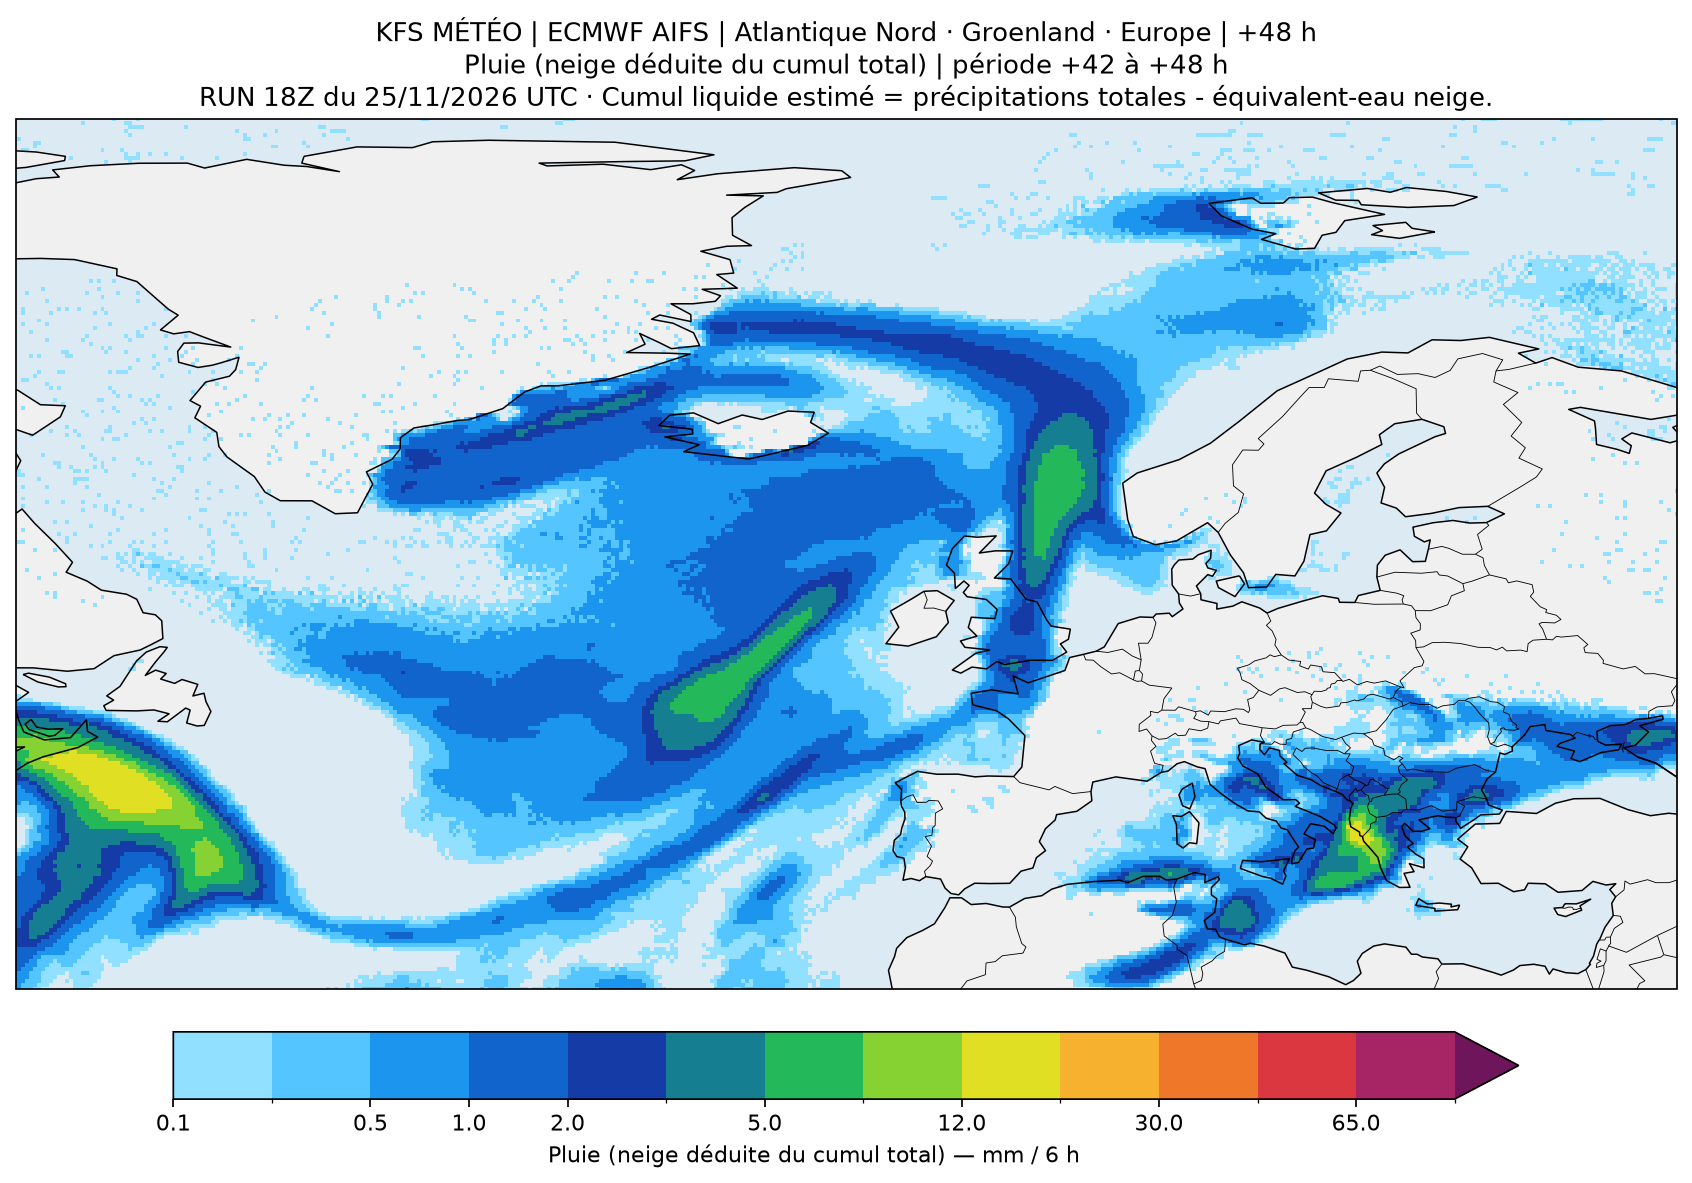 KFS MÉTÉO | ECMWF AIFS | Atlantique Nord · Groenland · Europe | +48 h
Pluie (neige déduite du cumul total) | période +42 à +48 h
RUN 18Z du 25/11/2026 UTC · Cumul liquide estimé = précipitations totales - équivalent-eau neige.
0.1 0.5 1.0 2.0 5.0 12.0 30.0 65.0
Pluie (neige déduite du cumul total) — mm / 6 h